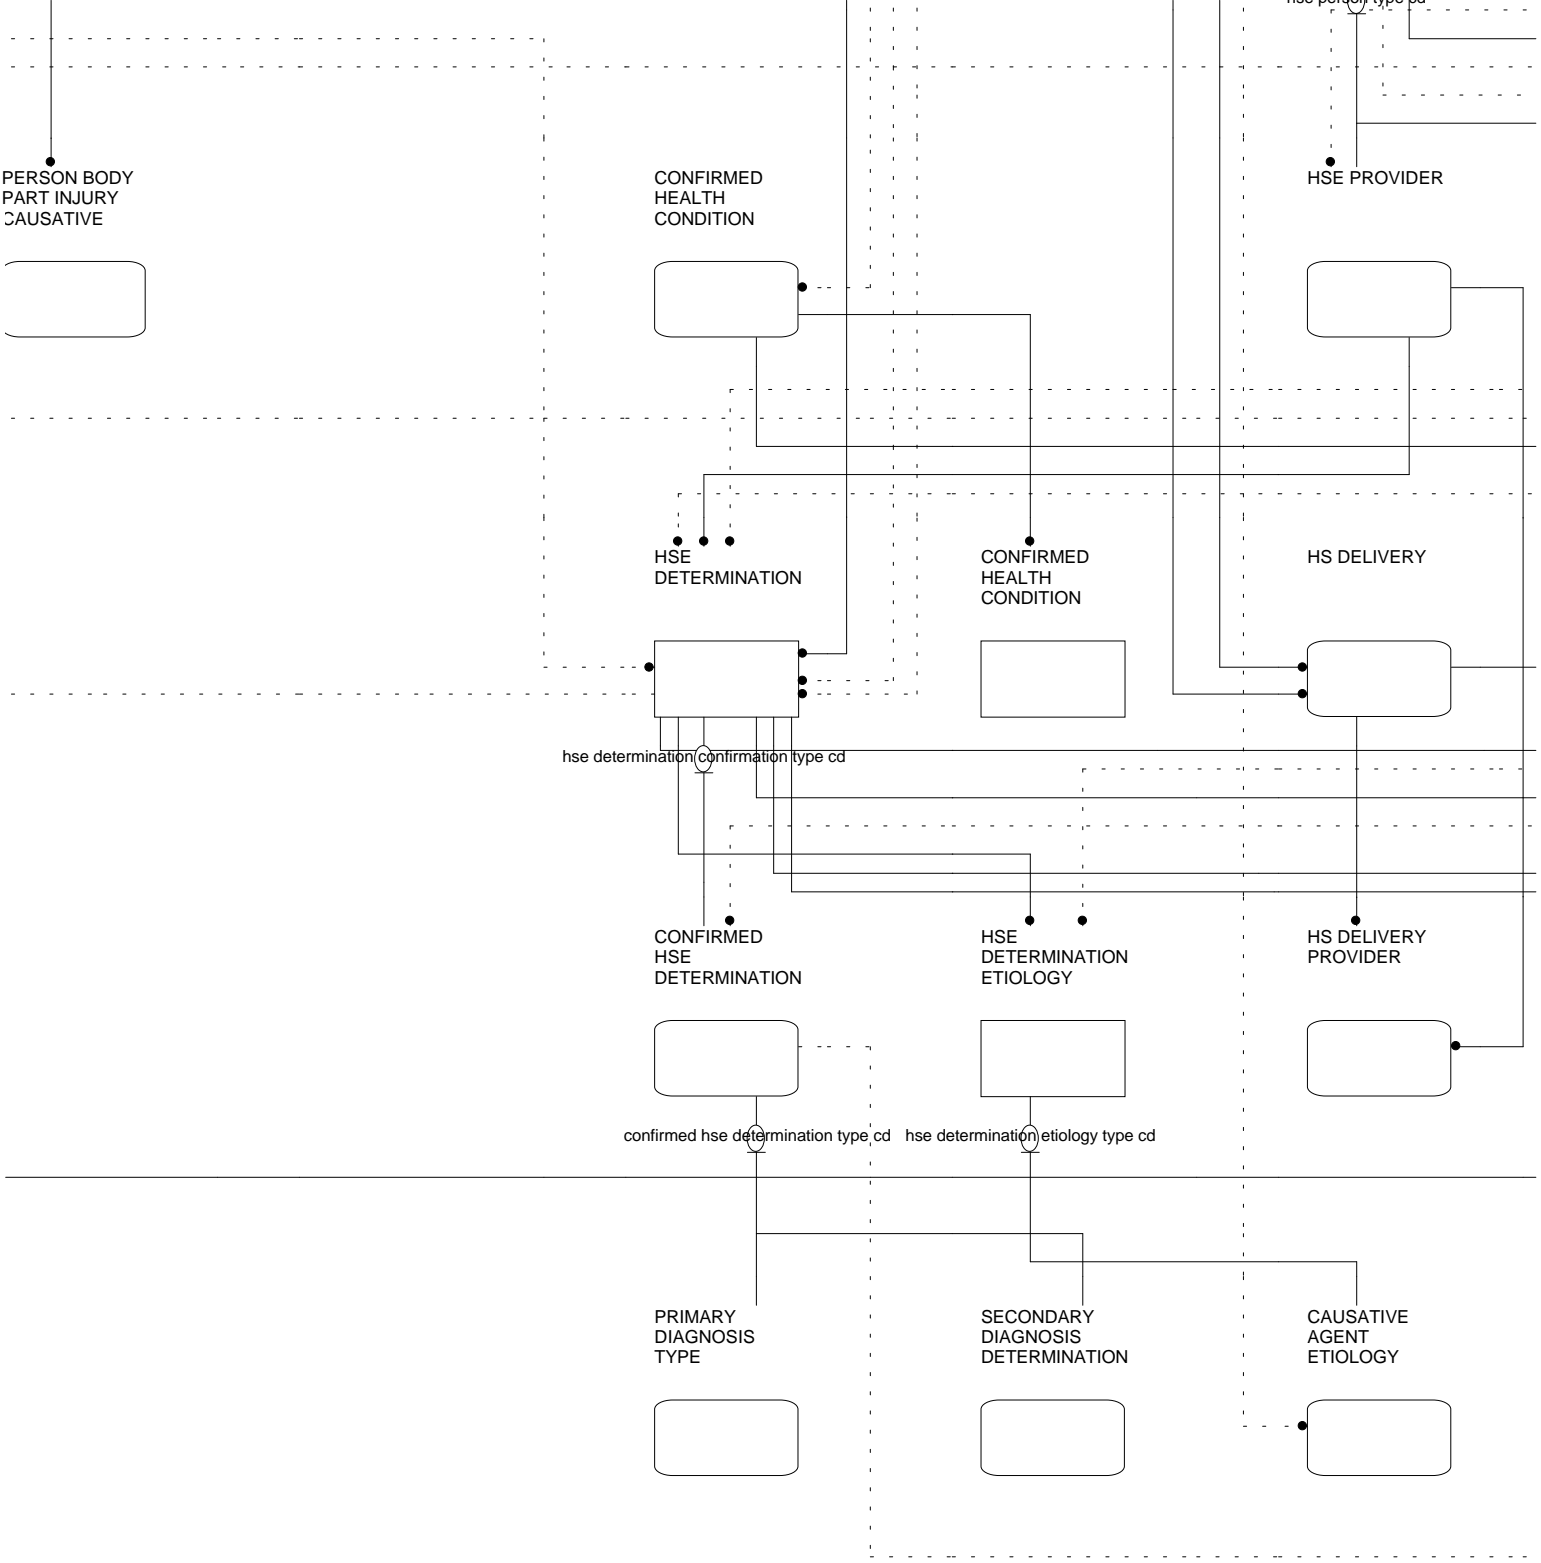 hse person type cd
PERSON BODY
PART INJURY
CAUSATIVE
CONFIRMED
HEALTH
CONDITION
HSE PROVIDER
HSE
DETERMINATION
CONFIRMED
HEALTH
CONDITION
HS DELIVERY
hse determination confirmation type cd
CONFIRMED
HSE
DETERMINATION
HSE
DETERMINATION
ETIOLOGY
HS DELIVERY
PROVIDER
confirmed hse determination type cd
hse determination etiology type cd
PRIMARY
DIAGNOSIS
TYPE
SECONDARY
DIAGNOSIS
DETERMINATION
CAUSATIVE
AGENT
ETIOLOGY